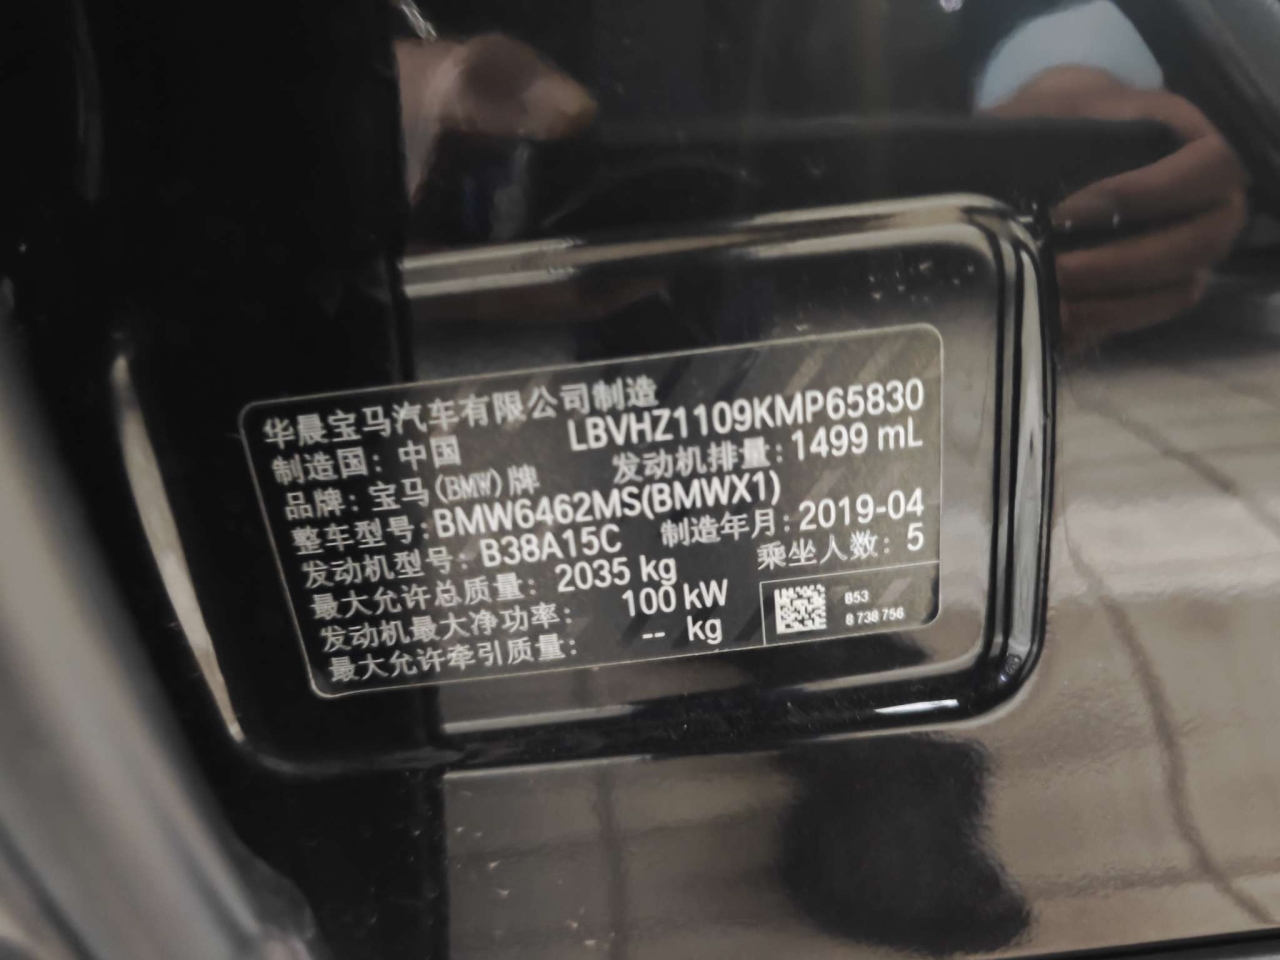 华晨宝马汽车有限公司制造
制造国：中国 LBVHZ1109KMP65830
品牌：宝马(BMW)牌 发动机排量：1499 mL
整车型号：BMW6462MS(BMWX1)
发动机型号：B38A15C 制造年月：2019-04
最大允许总质量：2035 kg 乘坐人数：5
发动机最大净功率：100 kW
最大允许牵引质量：-- kg
B53
8 738 756